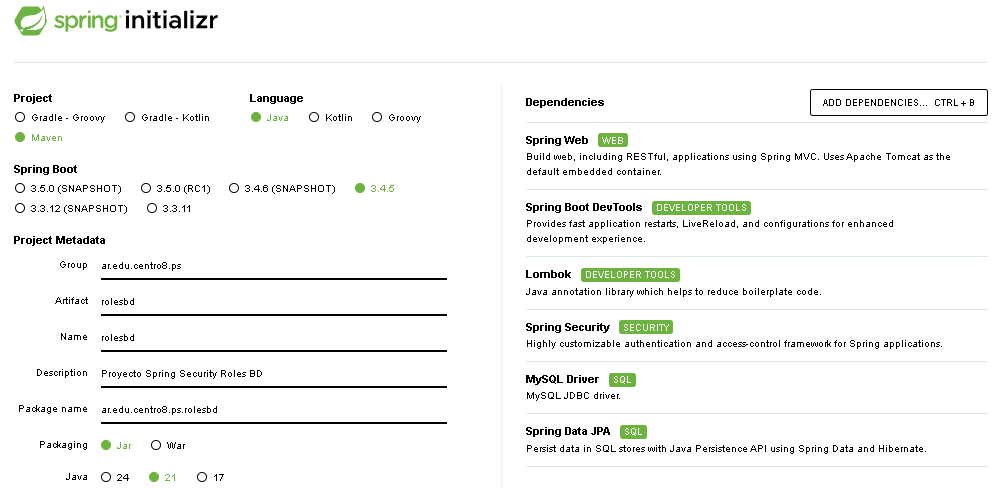 spring initializr
Project
Gradle - Groovy
Gradle - Kotlin
Maven
Language
Java
Kotlin
Groovy
Spring Boot
3.5.0 (SNAPSHOT)
3.5.0 (RC1)
3.4.6 (SNAPSHOT)
3.4.5
3.3.12 (SNAPSHOT)
3.3.11
Project Metadata
Group ar.edu.centro8.ps
Artifact rolesbd
Name rolesbd
Description Proyecto Spring Security Roles BD
Package name ar.edu.centro8.ps.rolesbd
Packaging Jar War
Java 24 21 17
Dependencies
ADD DEPENDENCIES... CTRL + B
Spring Web WEB
Build web, including RESTful, applications using Spring MVC. Uses Apache Tomcat as the
default embedded container.
Spring Boot DevTools DEVELOPER TOOLS
Provides fast application restarts, LiveReload, and configurations for enhanced
development experience.
Lombok DEVELOPER TOOLS
Java annotation library which helps to reduce boilerplate code.
Spring Security SECURITY
Highly customizable authentication and access-control framework for Spring applications.
MySQL Driver SQL
MySQL JDBC driver.
Spring Data JPA SQL
Persist data in SQL stores with Java Persistence API using Spring Data and Hibernate.